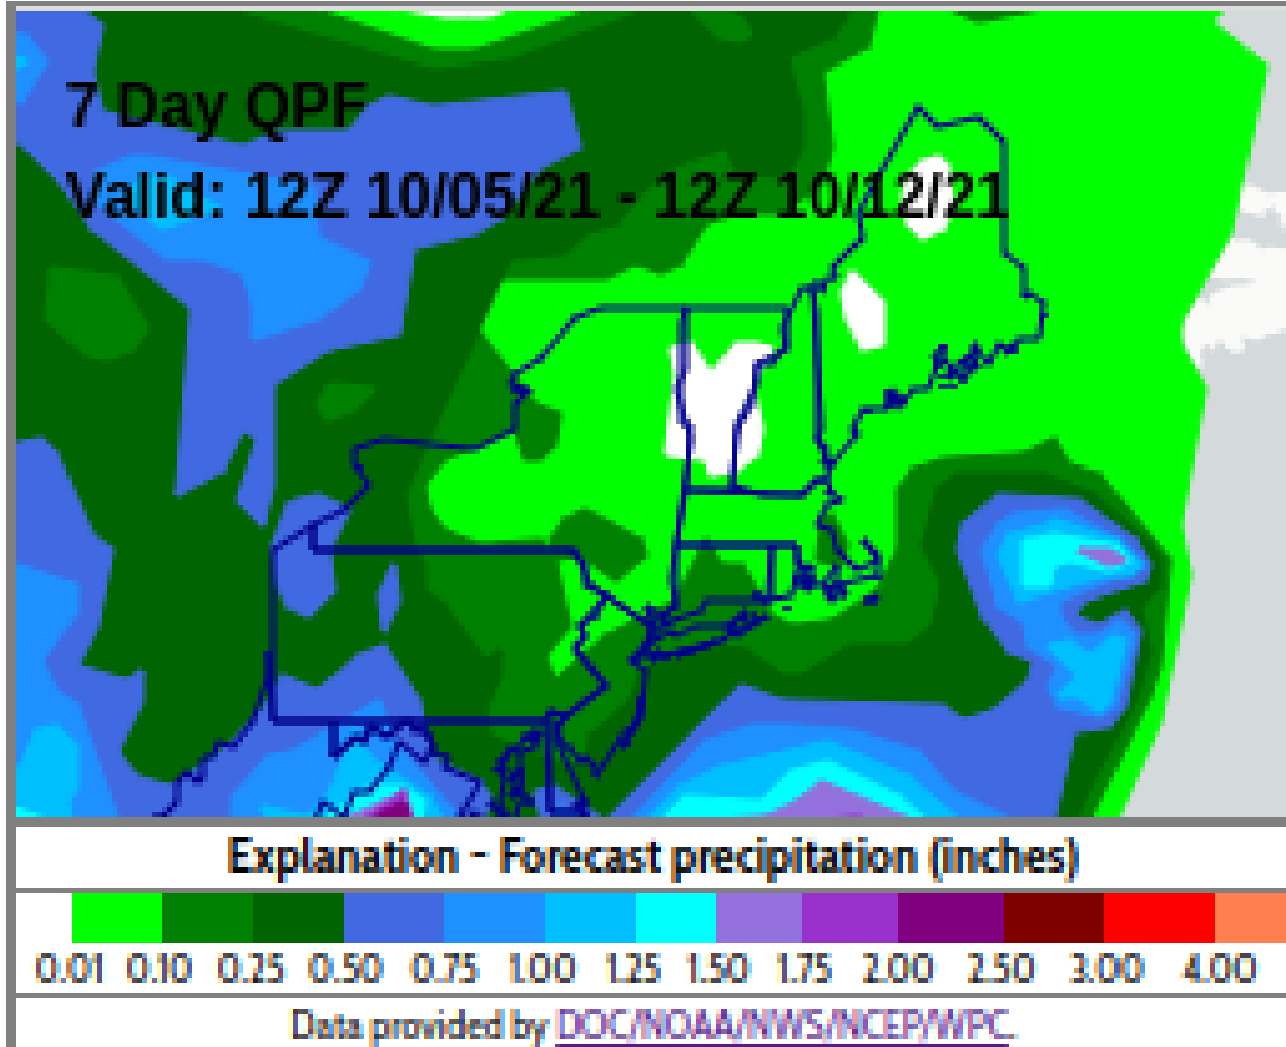 7 Day QPF
Valid: 12Z 10/05/21 - 12Z 10/12/21
Explanation - Forecast precipitation (inches)
0.01 0.10 0.25 0.50 0.75 1.00 1.25 1.50 1.75 2.00 2.50 3.00 4.00
Data provided by DOC/NOAA/NWS/NCEP/WPC.